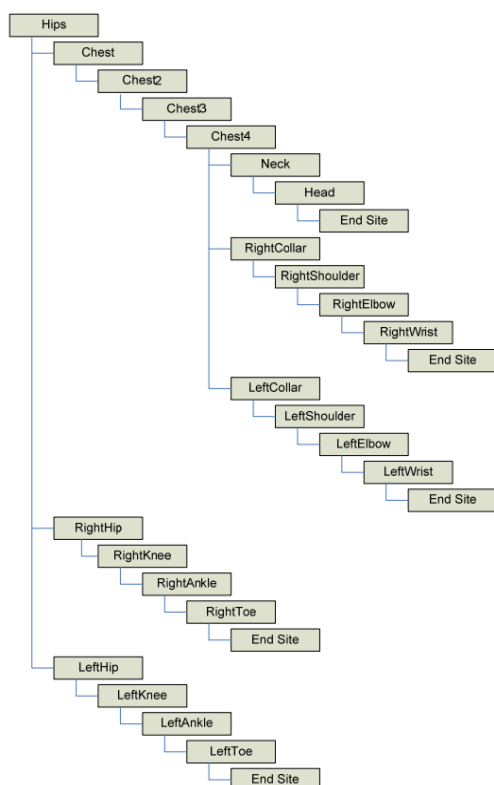 Hips
Chest
Chest2
Chest3
Chest4
Neck
Head
End Site
RightCollar
RightShoulder
RightElbow
RightWrist
End Site
LeftCollar
LeftShoulder
LeftElbow
LeftWrist
End Site
RightHip
RightKnee
RightAnkle
RightToe
End Site
LeftHip
LeftKnee
LeftAnkle
LeftToe
End Site